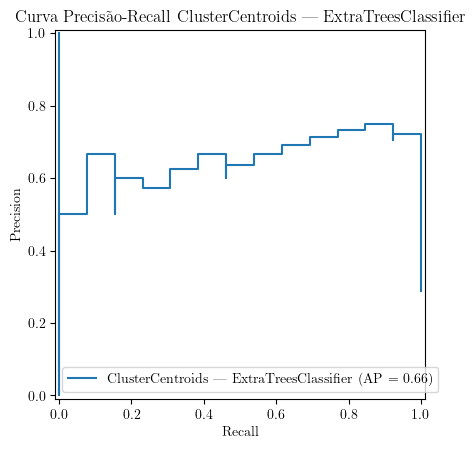 Curva Precisão-Recall ClusterCentroids — ExtraTreesClassifier
1.0
0.8
0.6
0.4
0.2
0.0
Precision
ClusterCentroids — ExtraTreesClassifier (AP = 0.66)
0.0 0.2 0.4 0.6 0.8 1.0
Recall